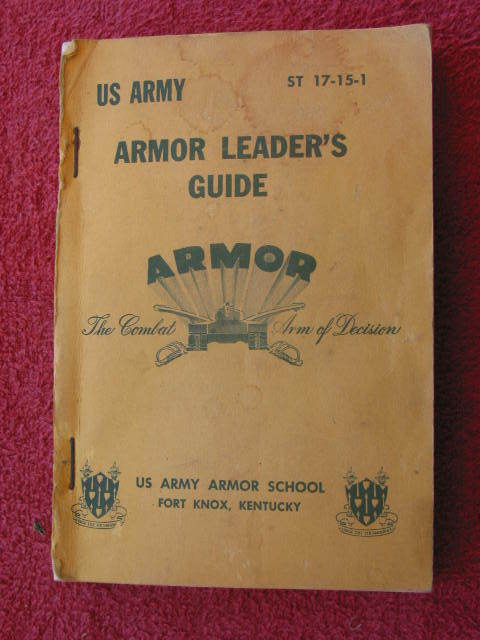 US ARMY
ST 17-15-1
ARMOR LEADER'S
GUIDE
ARMOR
The Combat Arm of Decision
US ARMY ARMOR SCHOOL
FORT KNOX, KENTUCKY